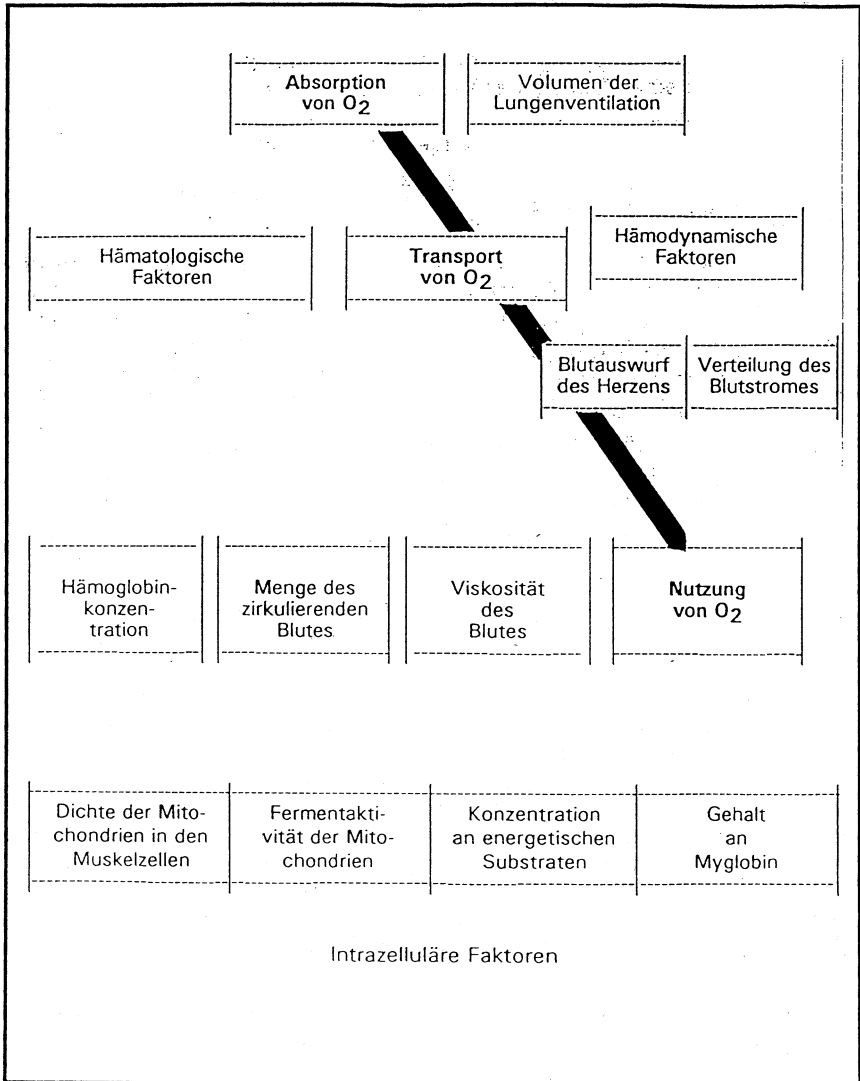 Absorption
von O2
Volumen der
Lungenventilation
Hämatologische
Faktoren
Transport
von O2
Hämodynamische
Faktoren
Blutauswurf
des Herzens
Verteilung des
Blutstromes
Hämoglobin-
konzen-
tration
Menge des
zirkulierenden
Blutes
Viskosität
des
Blutes
Nutzung
von O2
Dichte der Mito-
chondrien in den
Muskelzellen
Fermentakti-
vität der Mito-
chondrien
Konzentration
an energetischen
Substraten
Gehalt
an
Myglobin
Intrazelluläre Faktoren